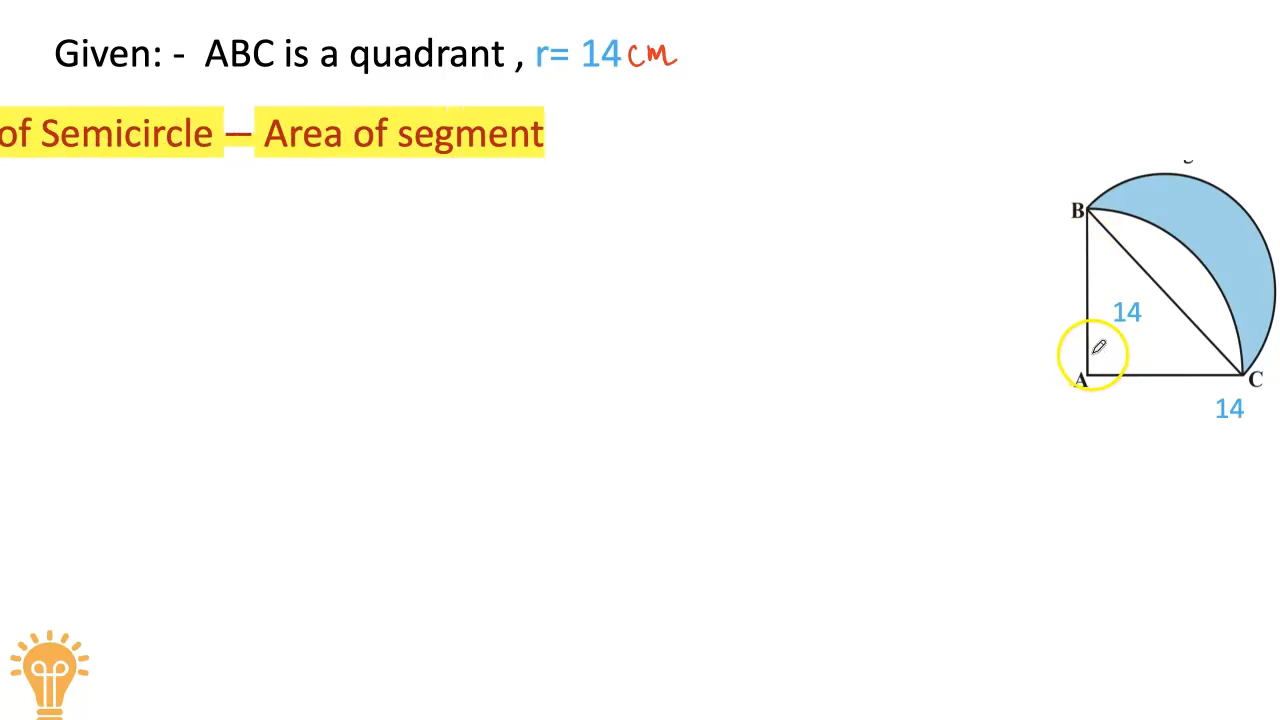 Given: - ABC is a quadrant , r= 14 cm
of Semicircle — Area of segment
B
14
A
C
14